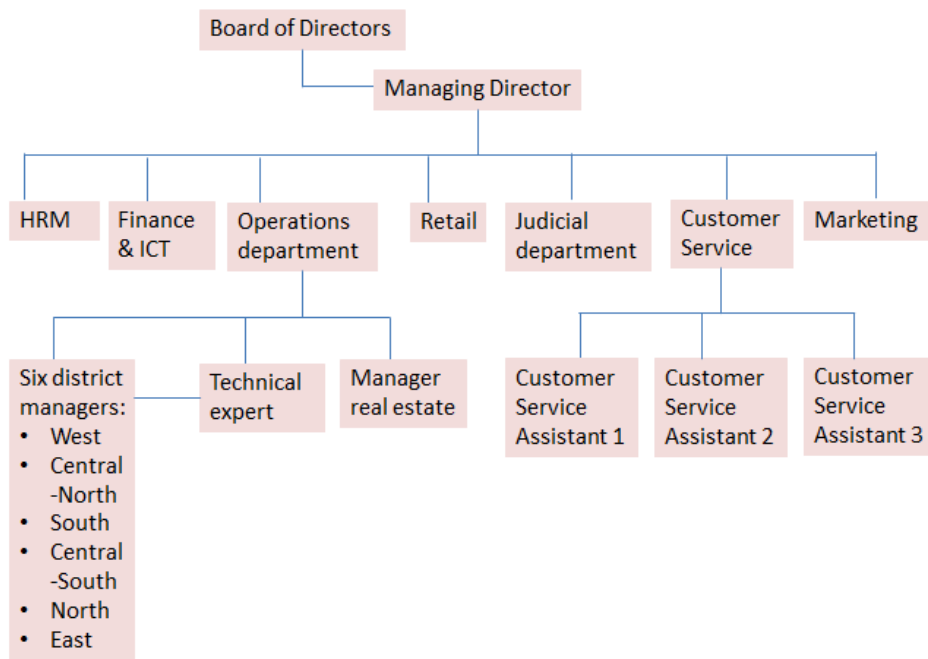 Board of Directors
Managing Director
HRM
Finance
& ICT
Operations
department
Retail
Judicial
department
Customer
Service
Marketing
Six district
managers:
• West
• Central
-North
• South
• Central
-South
• North
• East
Technical
expert
Manager
real estate
Customer
Service
Assistant 1
Customer
Service
Assistant 2
Customer
Service
Assistant 3